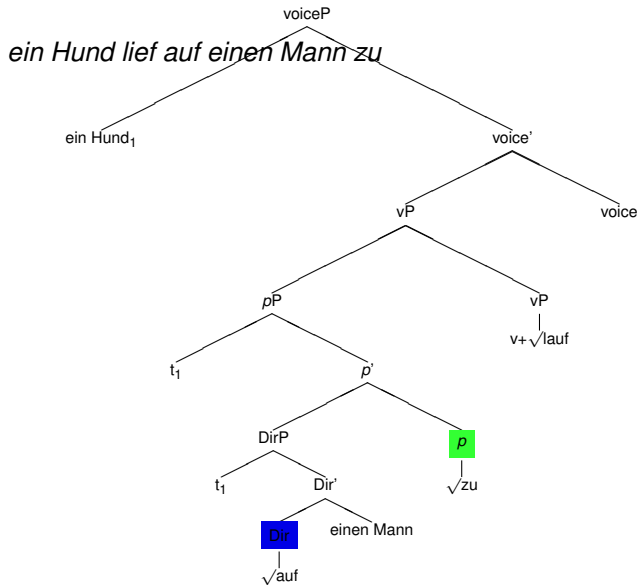 voiceP
ein Hund lief auf einen Mann zu
ein Hund₁ voice'
vP voice
pP vP
v+√lauf
t₁ p'
DirP p
t₁ Dir' √zu
Dir einen Mann
√auf